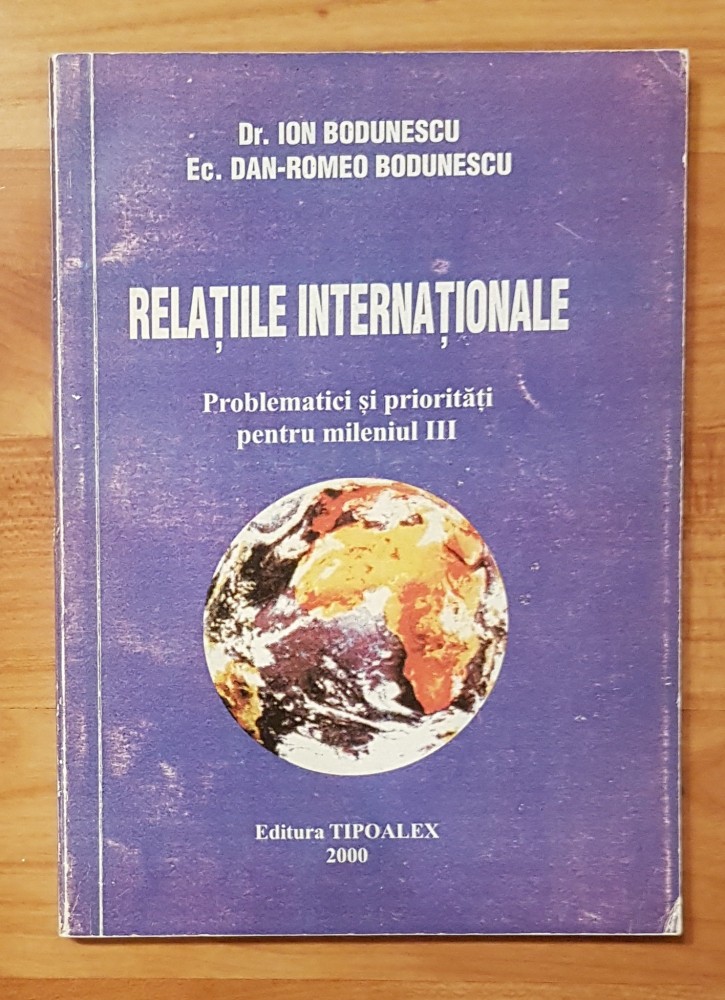 Dr. ION BODUNESCU
Ec. DAN-ROMEO BODUNESCU
RELAȚIILE INTERNAȚIONALE
Problematici și priorități
pentru mileniul III
Editura TIPOALEX
2000